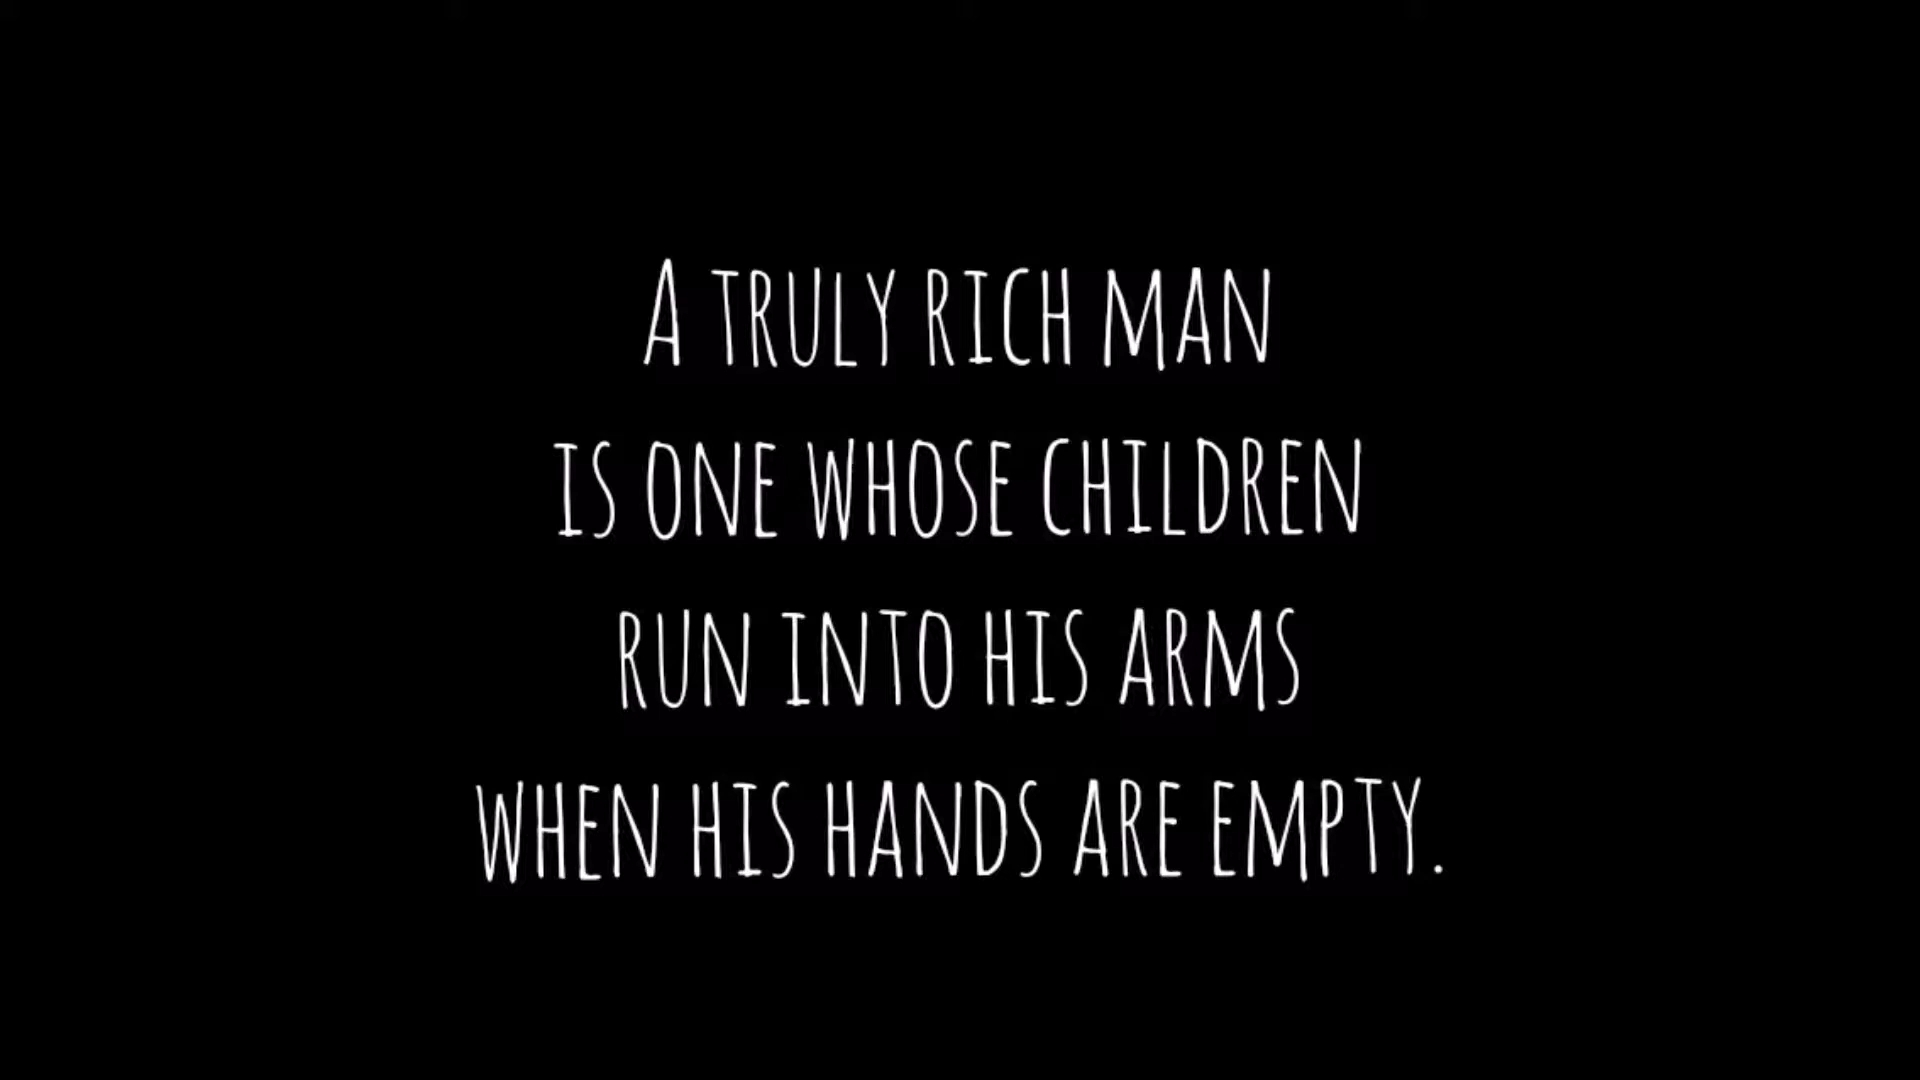 A TRULY RICH MAN
IS ONE WHOSE CHILDREN
RUN INTO HIS ARMS
WHEN HIS HANDS ARE EMPTY.